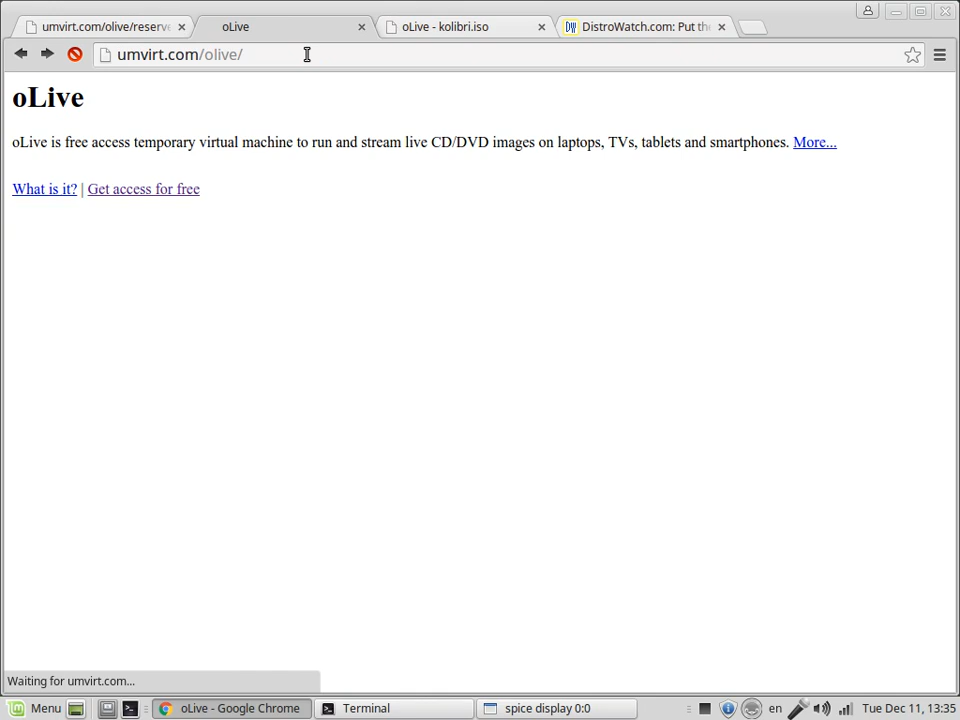 umvirt.com/olive/reserve
oLive
oLive - kolibri.iso
DW DistroWatch.com: Put the
umvirt.com/olive/
oLive
oLive is free access temporary virtual machine to run and stream live CD/DVD images on laptops, TVs, tablets and smartphones. More...
What is it? | Get access for free
Waiting for umvirt.com...
Menu
oLive - Google Chrome
Terminal
spice display 0:0
en
Tue Dec 11, 13:35